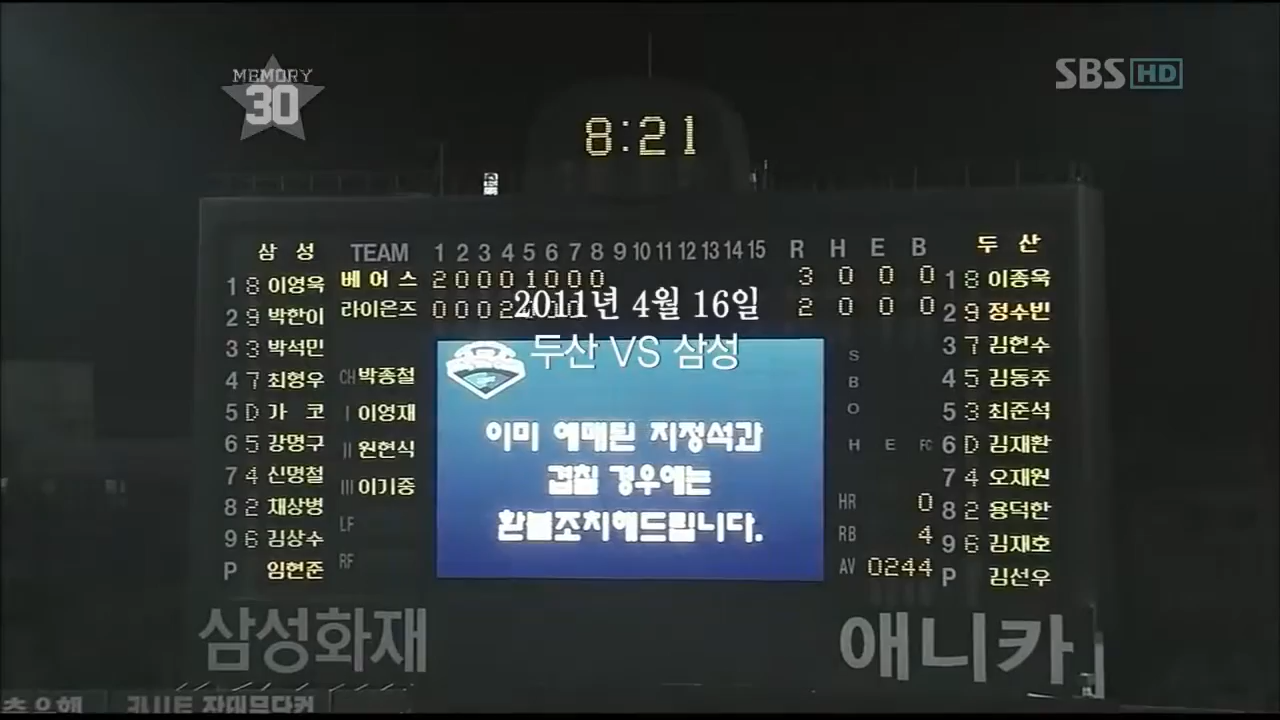 MEMORY
30
SBS HD
8:21
삼 성 TEAM 1 2 3 4 5 6 7 8 9 10 11 12 13 14 15 R H E B 두 산
베 어 스 2 0 0 0 1 0 0 0 3 0 0 0
라이온즈 0 0 0 2 2 0 0 0
2011년 4월 16일
두산 VS 삼성
1 8 이영욱
2 9 박한이
3 3 박석민
4 7 최형우
5 D 가 코
6 5 강명구
7 4 신명철
8 2 채상병
9 6 김상수
P 임현준
CH 박종철
I 이영재
II 원현식
III 이기중
LF
RF
이미 예매된 지정석과
겹칠 경우에는
환불조치해드립니다.
S
B
O
H E FC
HR 0
RB 4
AV 0244
1 8 이종욱
2 9 정수빈
3 7 김현수
4 5 김동주
5 3 최준석
6 D 김재환
7 4 오재원
8 2 용덕한
9 6 김재호
P 김선우
삼성화재 애니카